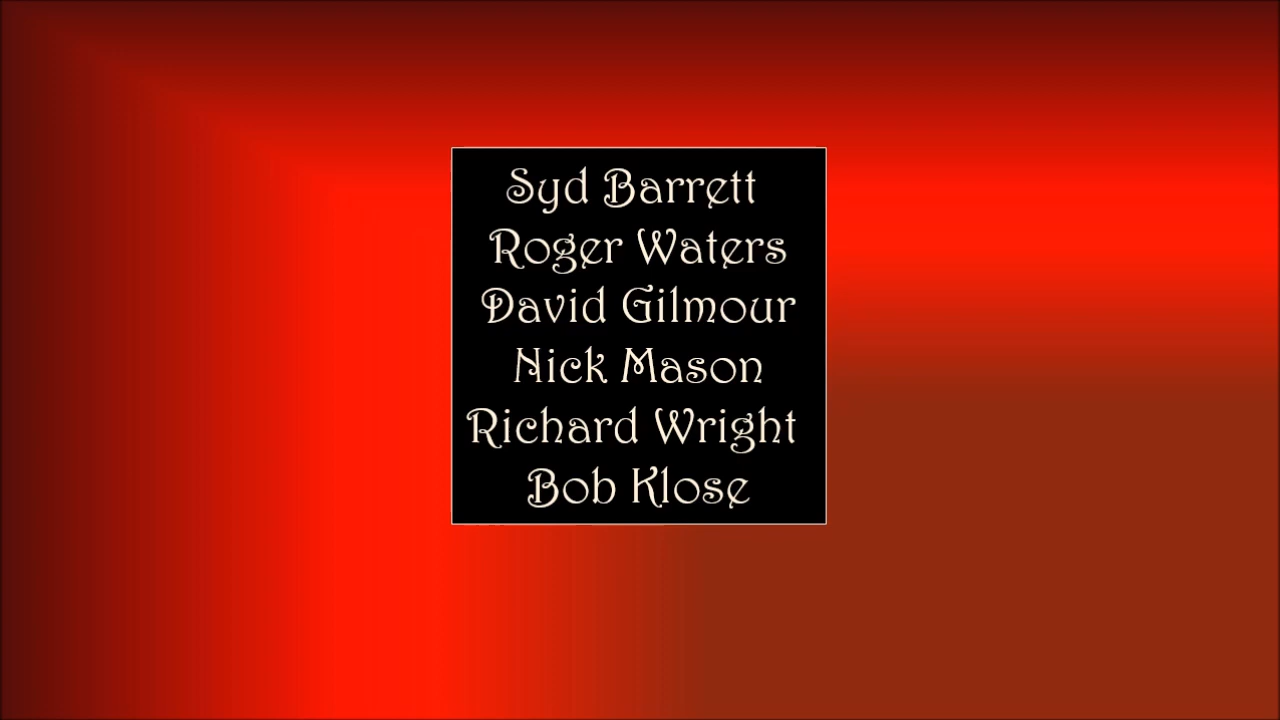 Syd Barrett
Roger Waters
David Gilmour
Nick Mason
Richard Wright
Bob Klose